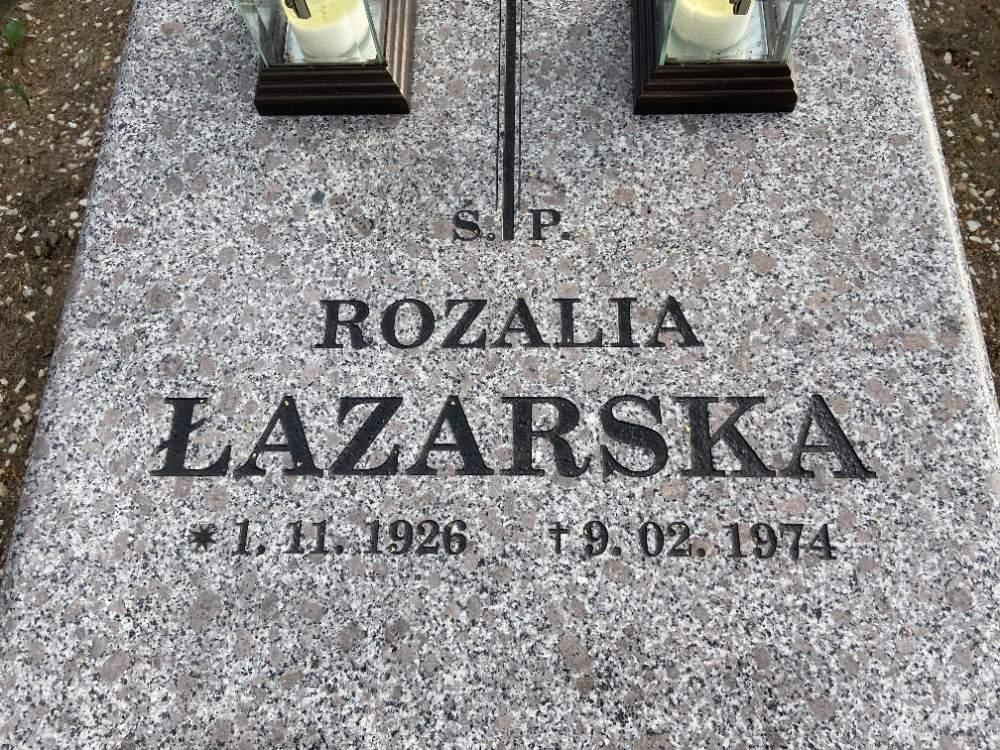 Ś. P.
ROZALIA
ŁAZARSKA
* 1. 11. 1926 † 9. 02. 1974